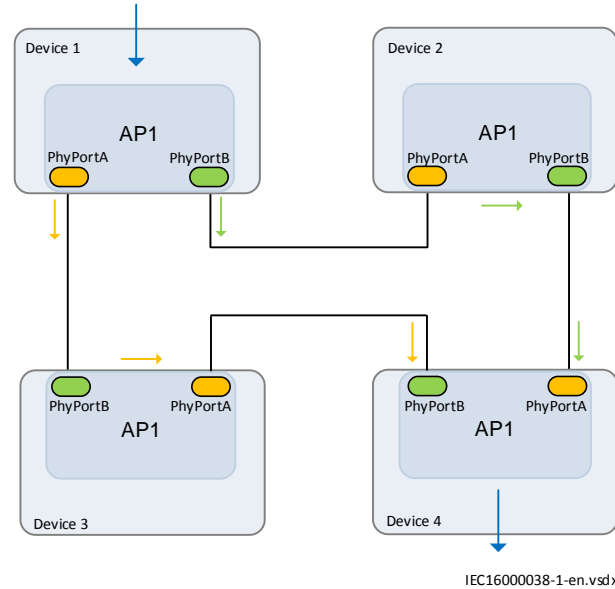 Device 1
AP1
PhyPortA
PhyPortB
Device 2
AP1
PhyPortA
PhyPortB
PhyPortB
PhyPortA
AP1
Device 3
PhyPortB
PhyPortA
AP1
Device 4
IEC16000038-1-en.vsdx